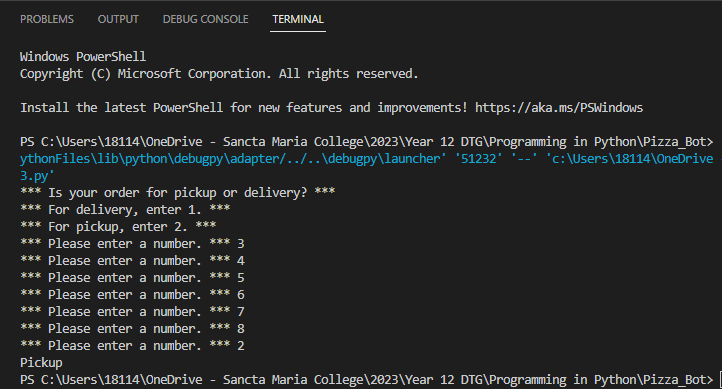 PROBLEMS OUTPUT DEBUG CONSOLE TERMINAL
Windows PowerShell
Copyright (C) Microsoft Corporation. All rights reserved.
Install the latest PowerShell for new features and improvements! https://aka.ms/PSWindows
PS C:\Users\18114\OneDrive - Sancta Maria College\2023\Year 12 DTG\Programming in Python\Pizza_Bot>
ythonFiles\lib\python\debugpy\adapter/../..\debugpy\launcher' '51232' '--' 'c:\Users\18114\OneDrive
3.py'
*** Is your order for pickup or delivery? ***
*** For delivery, enter 1. ***
*** For pickup, enter 2. ***
*** Please enter a number. *** 3
*** Please enter a number. *** 4
*** Please enter a number. *** 5
*** Please enter a number. *** 6
*** Please enter a number. *** 7
*** Please enter a number. *** 8
*** Please enter a number. *** 2
Pickup
PS C:\Users\18114\OneDrive - Sancta Maria College\2023\Year 12 DTG\Programming in Python\Pizza_Bot>